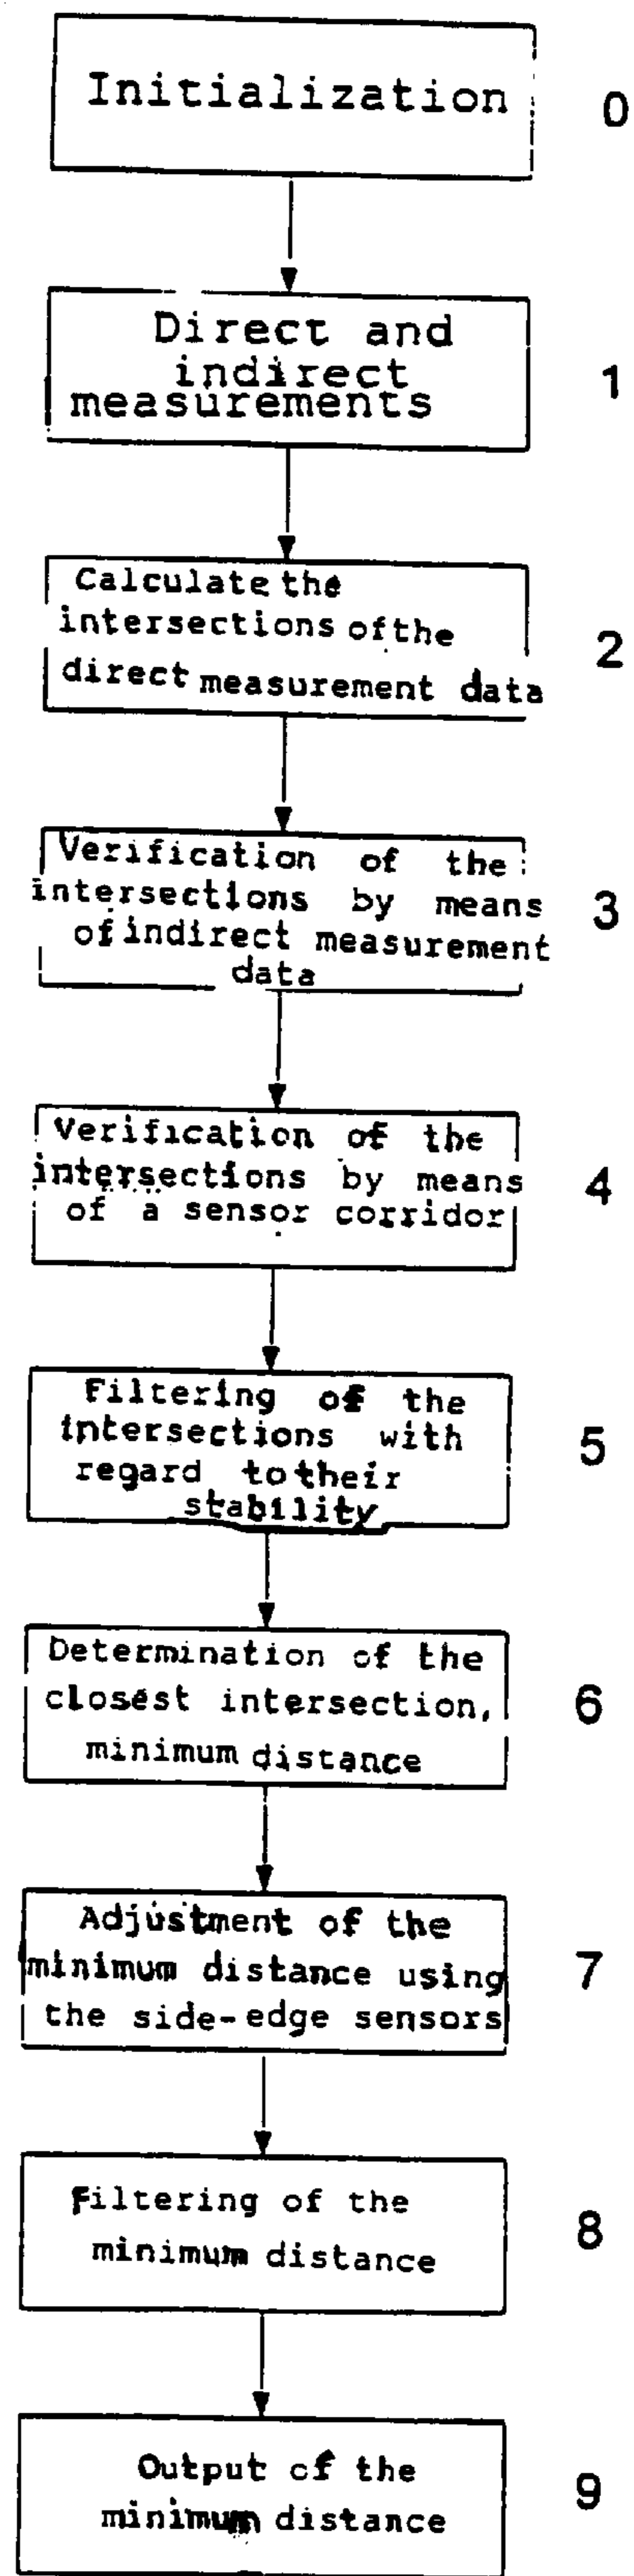 Initialization
0
Direct and
indirect
measurements
1
Calculate the
intersections of the
direct measurement data
2
Verification of the
intersections by means
of indirect measurement
data
3
Verification of the
intersections by means
of a sensor corridor
4
Filtering of the
intersections with
regard to their
stability
5
Determination of the
closest intersection,
minimum distance
6
Adjustment of the
minimum distance using
the side-edge sensors
7
Filtering of the
minimum distance
8
Output of the
minimum distance
9